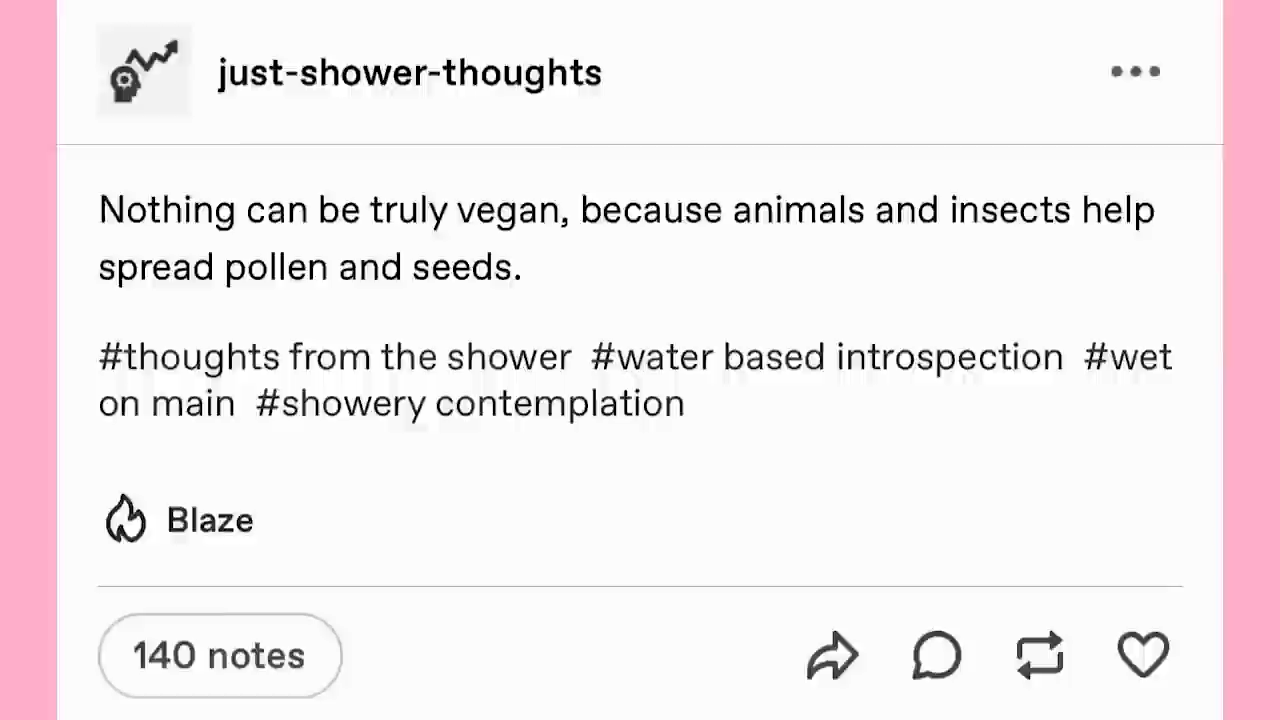 just-shower-thoughts
Nothing can be truly vegan, because animals and insects help
spread pollen and seeds.
#thoughts from the shower #water based introspection #wet
on main #showery contemplation
Blaze
140 notes